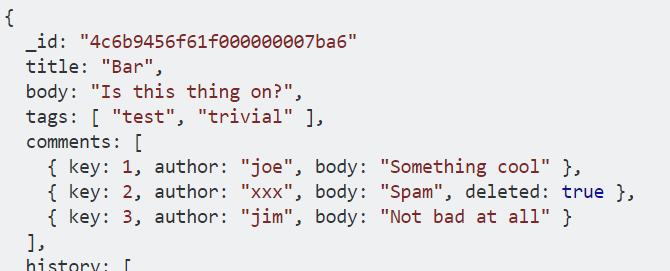 {
_id: "4c6b9456f61f000000007ba6"
title: "Bar",
body: "Is this thing on?",
tags: [ "test", "trivial" ],
comments: [
{ key: 1, author: "joe", body: "Something cool" },
{ key: 2, author: "xxx", body: "Spam", deleted: true },
{ key: 3, author: "jim", body: "Not bad at all" }
],
history: [